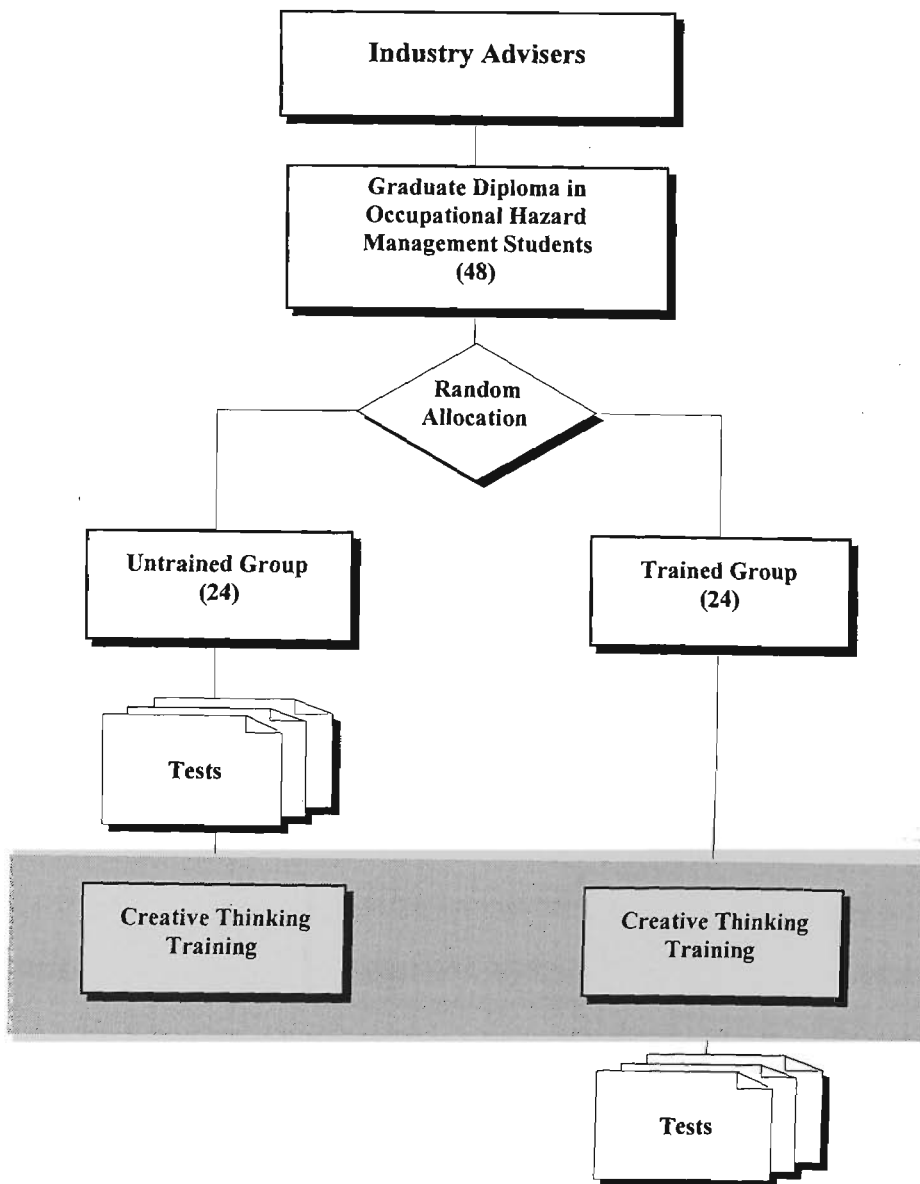 Industry Advisers
Graduate Diploma in
Occupational Hazard
Management Students
(48)
Random
Allocation
Untrained Group
(24)
Trained Group
(24)
Tests
Creative Thinking
Training
Creative Thinking
Training
Tests